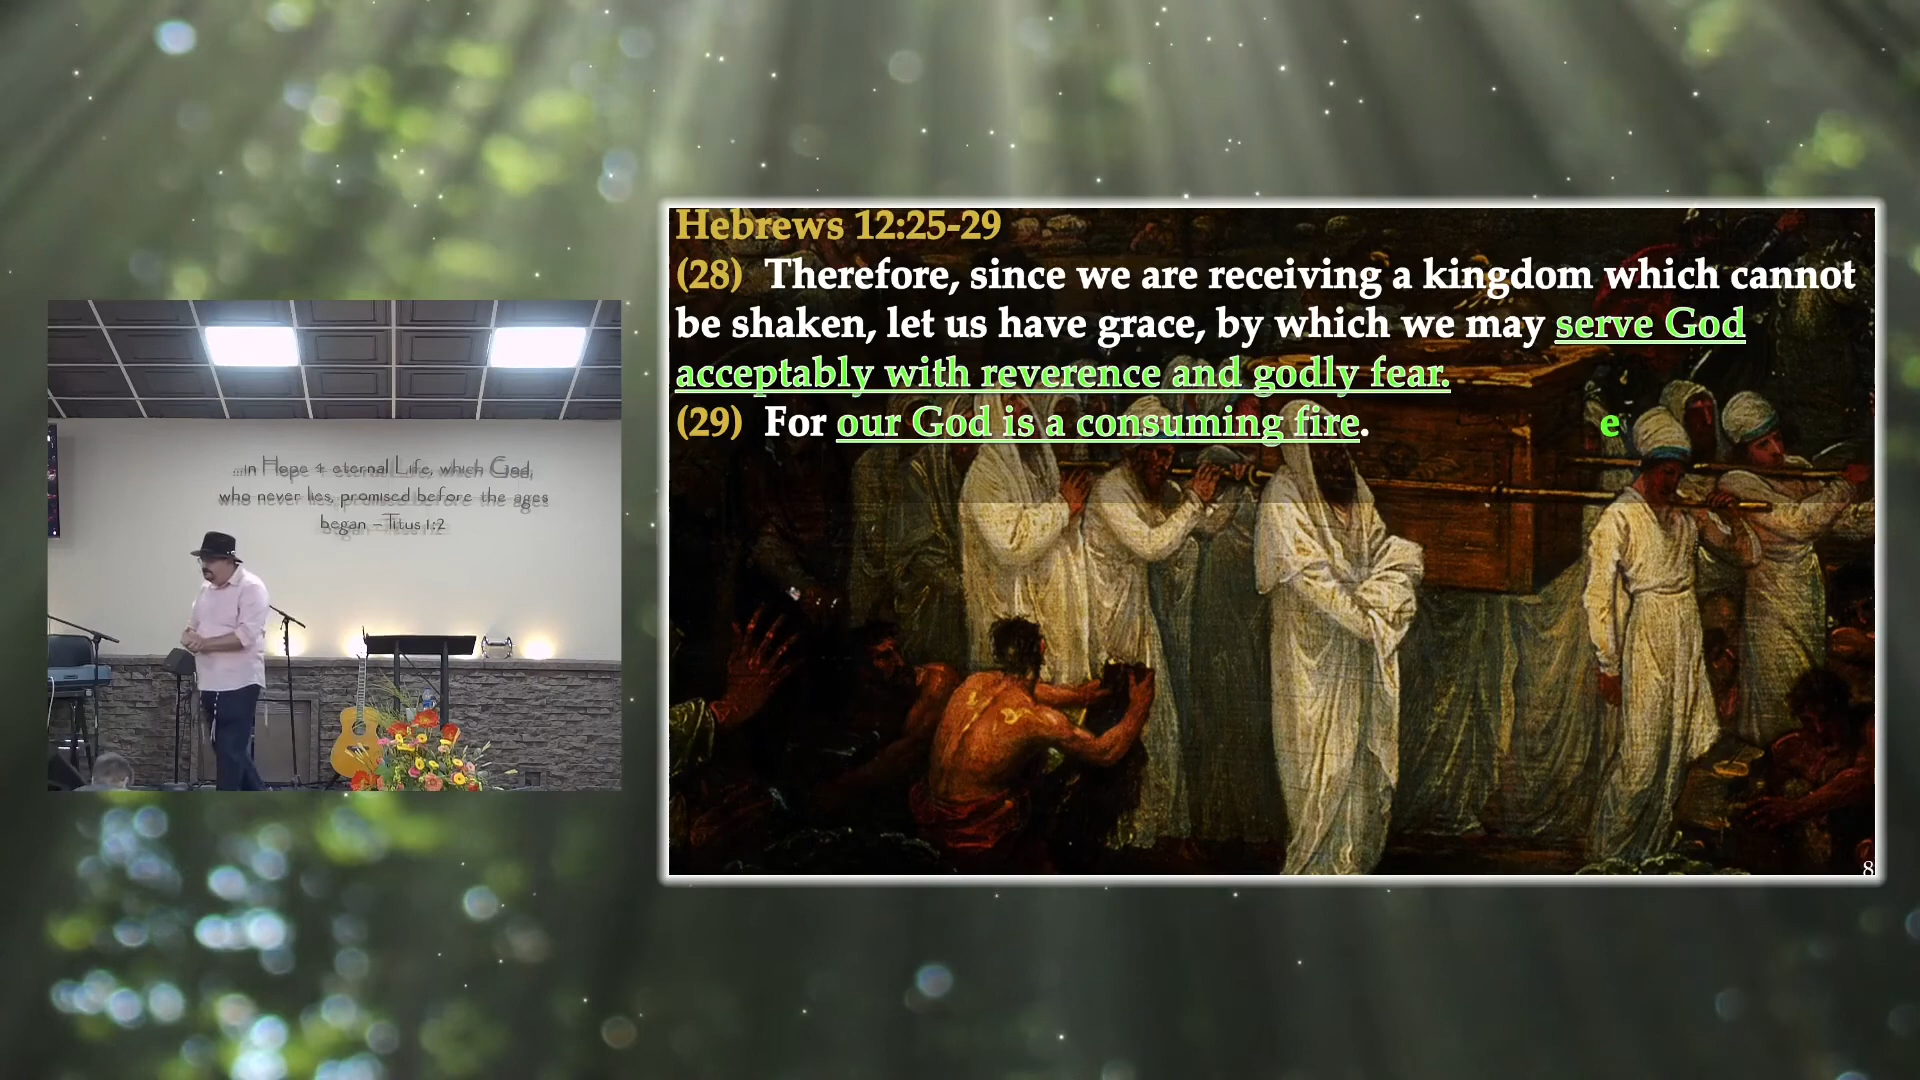 ...in Hope of eternal Life, which God,
who never lies, promised before the ages
began - Titus 1:2
Hebrews 12:25-29
(28) Therefore, since we are receiving a kingdom which cannot
be shaken, let us have grace, by which we may serve God
acceptably with reverence and godly fear.
(29) For our God is a consuming fire. e
8